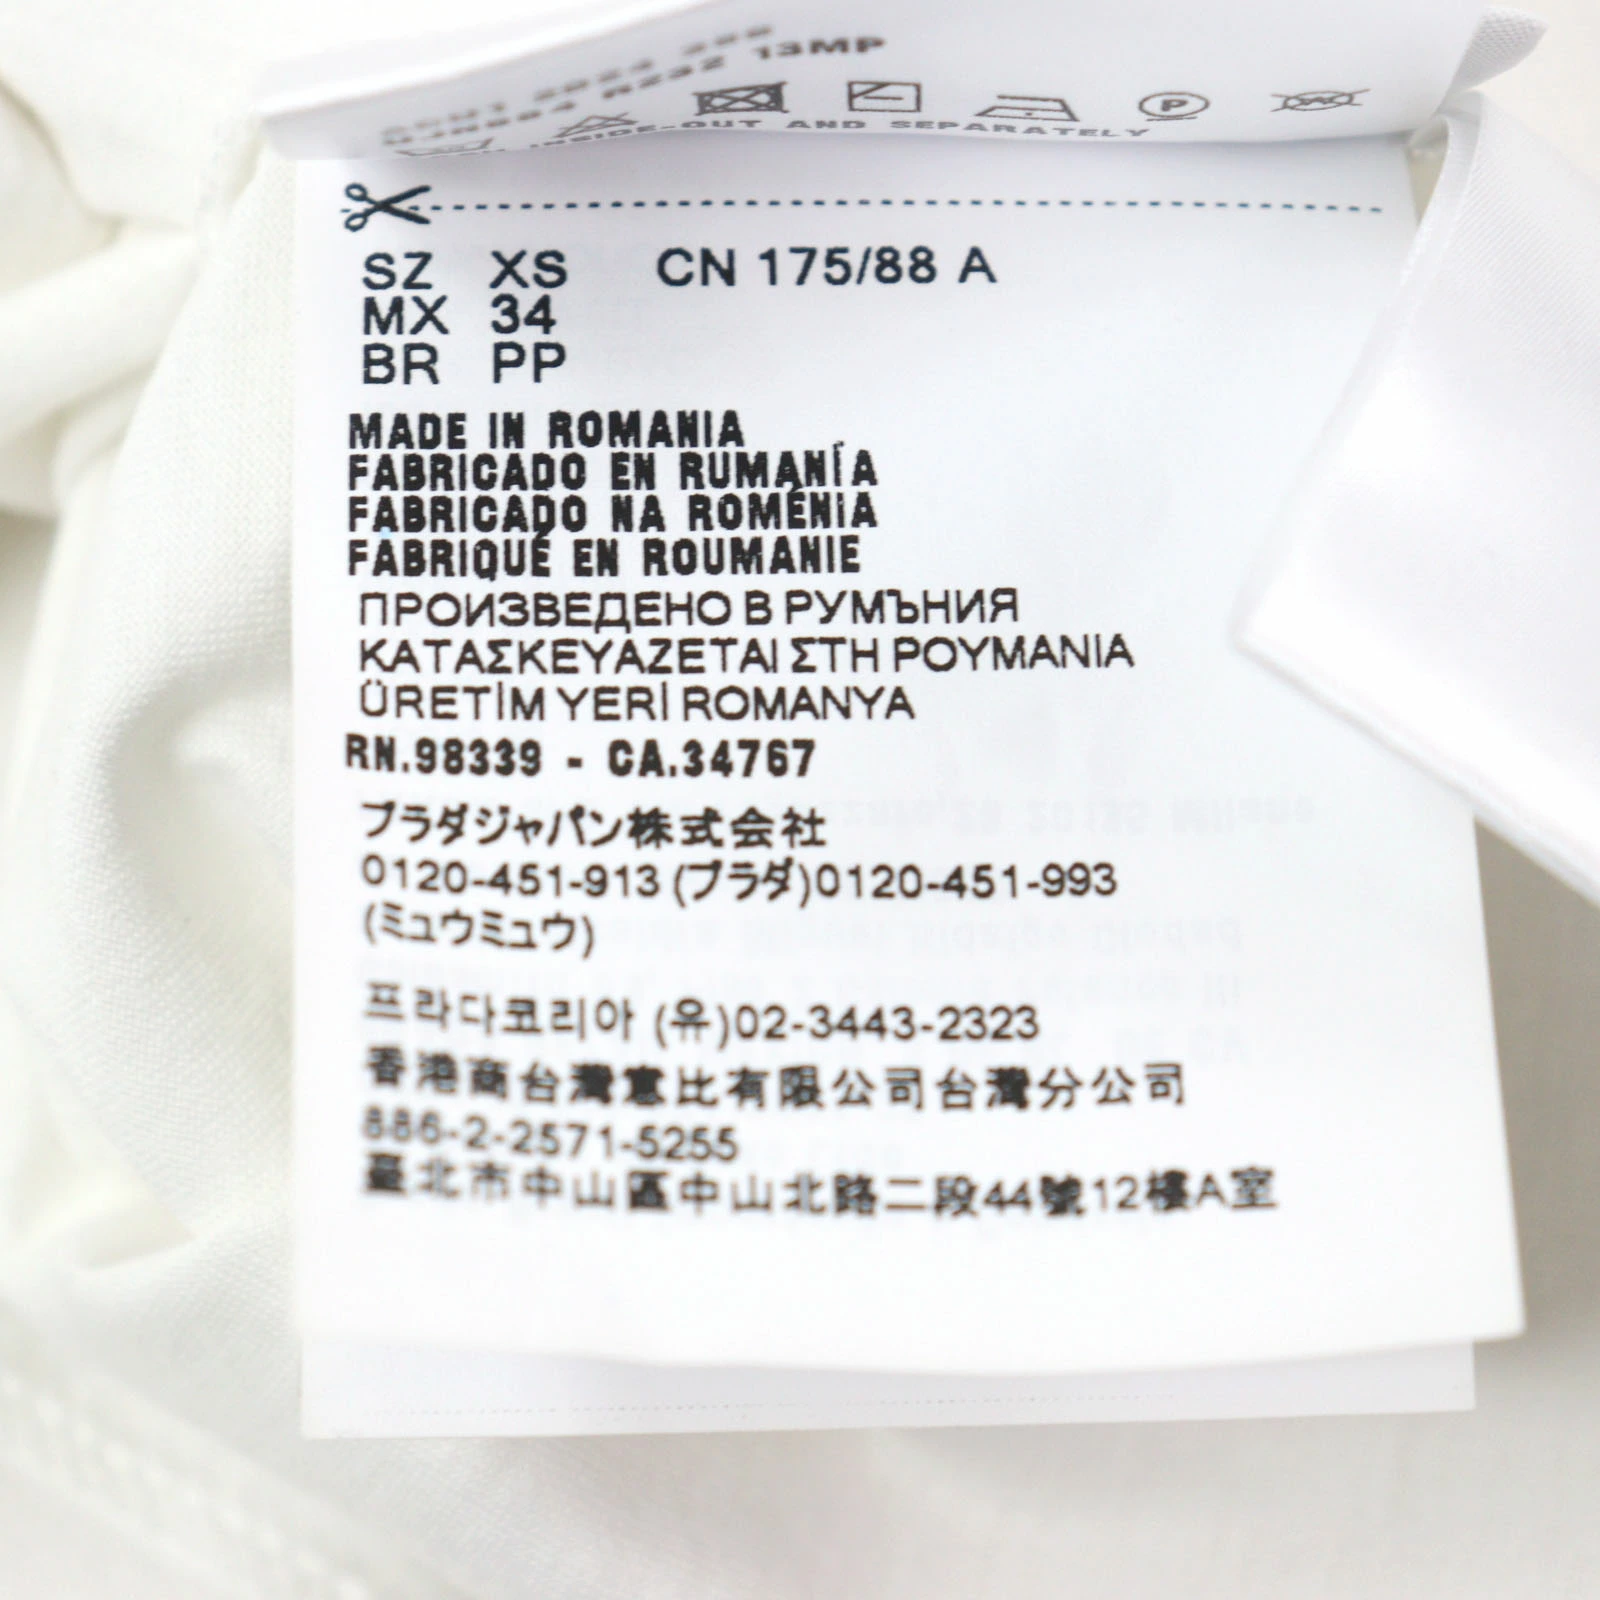 13MP
INSIDE-OUT AND SEPARATELY
SZ XS CN 175/88 A
MX 34
BR PP
MADE IN ROMANIA
FABRICADO EN RUMANÍA
FABRICADO NA ROMÉNIA
FABRIQUÉ EN ROUMANIE
ПРОИЗВЕДЕНО В РУМЪНИЯ
ΚΑΤΑΣΚΕΥΑΖΕΤΑΙ ΣΤΗ ΡΟΥΜΑΝΙΑ
ÜRETİM YERİ ROMANYA
RN.98339 - CA.34767
プラダジャパン株式会社
0120-451-913 (プラダ)0120-451-993
(ミュウミュウ)
프라다코리아 (유)02-3443-2323
香港商台灣意比有限公司台灣分公司
886-2-2571-5255
臺北市中山區中山北路二段44號12樓A室